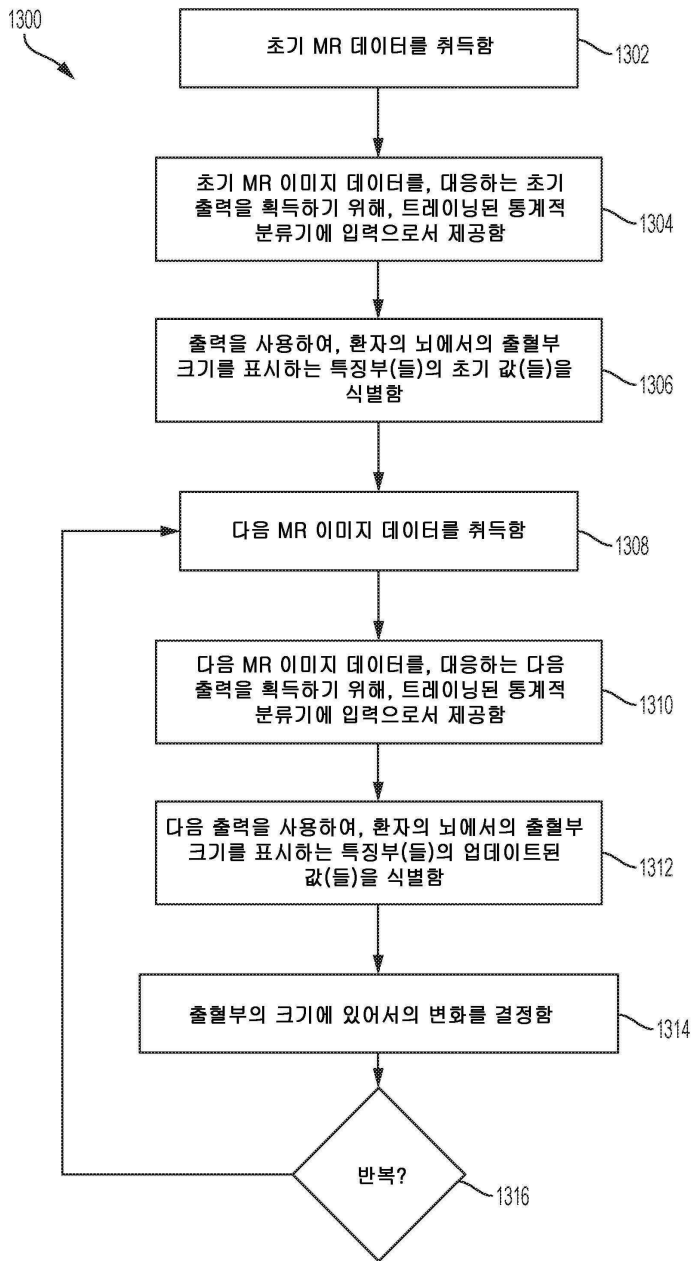 1300
초기 MR 데이터를 취득함
1302
초기 MR 이미지 데이터를, 대응하는 초기
출력을 획득하기 위해, 트레이닝된 통계적
분류기에 입력으로서 제공함
1304
출력을 사용하여, 환자의 뇌에서의 출혈부
크기를 표시하는 특징부(들)의 초기 값(들)을
식별함
1306
다음 MR 이미지 데이터를 취득함
1308
다음 MR 이미지 데이터를, 대응하는 다음
출력을 획득하기 위해, 트레이닝된 통계적
분류기에 입력으로서 제공함
1310
다음 출력을 사용하여, 환자의 뇌에서의 출혈부
크기를 표시하는 특징부(들)의 업데이트된
값(들)을 식별함
1312
출혈부의 크기에 있어서의 변화를 결정함
1314
반복?
1316